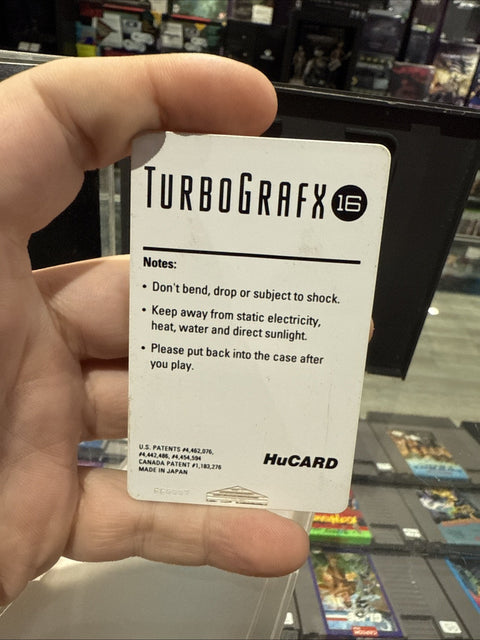 TURBOGRAFX 16
Notes:
• Don't bend, drop or subject to shock.
• Keep away from static electricity,
heat, water and direct sunlight.
• Please put back into the case after
you play.
U.S. PATENTS #4,462,076,
#4,442,486, #4,454,594
CANADA PATENT #1,183,276
MADE IN JAPAN
HuCARD